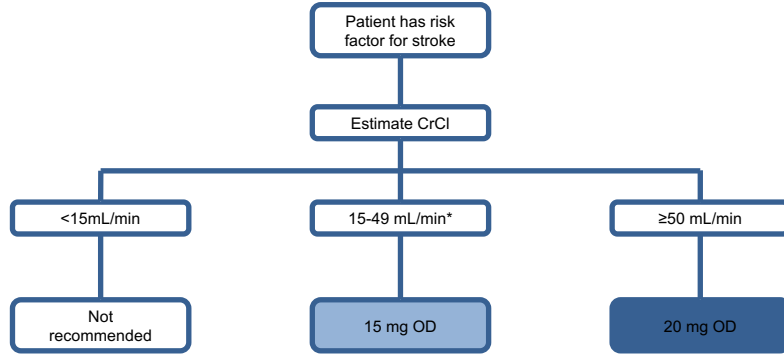 Patient has risk
factor for stroke
Estimate CrCl
<15mL/min
15-49 mL/min*
≥50 mL/min
Not
recommended
15 mg OD
20 mg OD